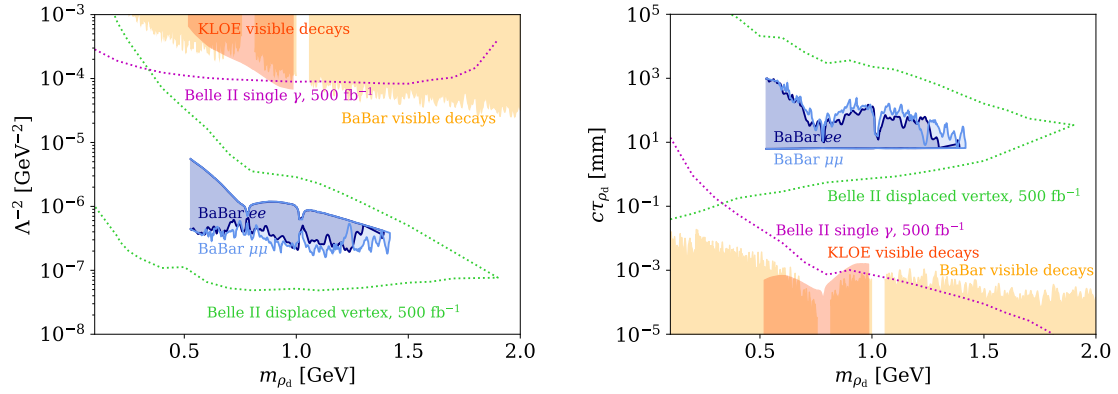 10⁻³
10⁻⁴
10⁻⁵
10⁻⁶
10⁻⁷
10⁻⁸
Λ⁻² [GeV⁻²]
KLOE visible decays
Belle II single γ, 500 fb⁻¹
BaBar visible decays
BaBar ee
BaBar μμ
Belle II displaced vertex, 500 fb⁻¹
0.5
1.0
1.5
2.0
m_ρd [GeV]
10⁵
10³
10¹
10⁻¹
10⁻³
10⁻⁵
cτ_ρd [mm]
BaBar ee
BaBar μμ
Belle II displaced vertex, 500 fb⁻¹
Belle II single γ, 500 fb⁻¹
KLOE visible decays
BaBar visible decays
0.5
1.0
1.5
2.0
m_ρd [GeV]